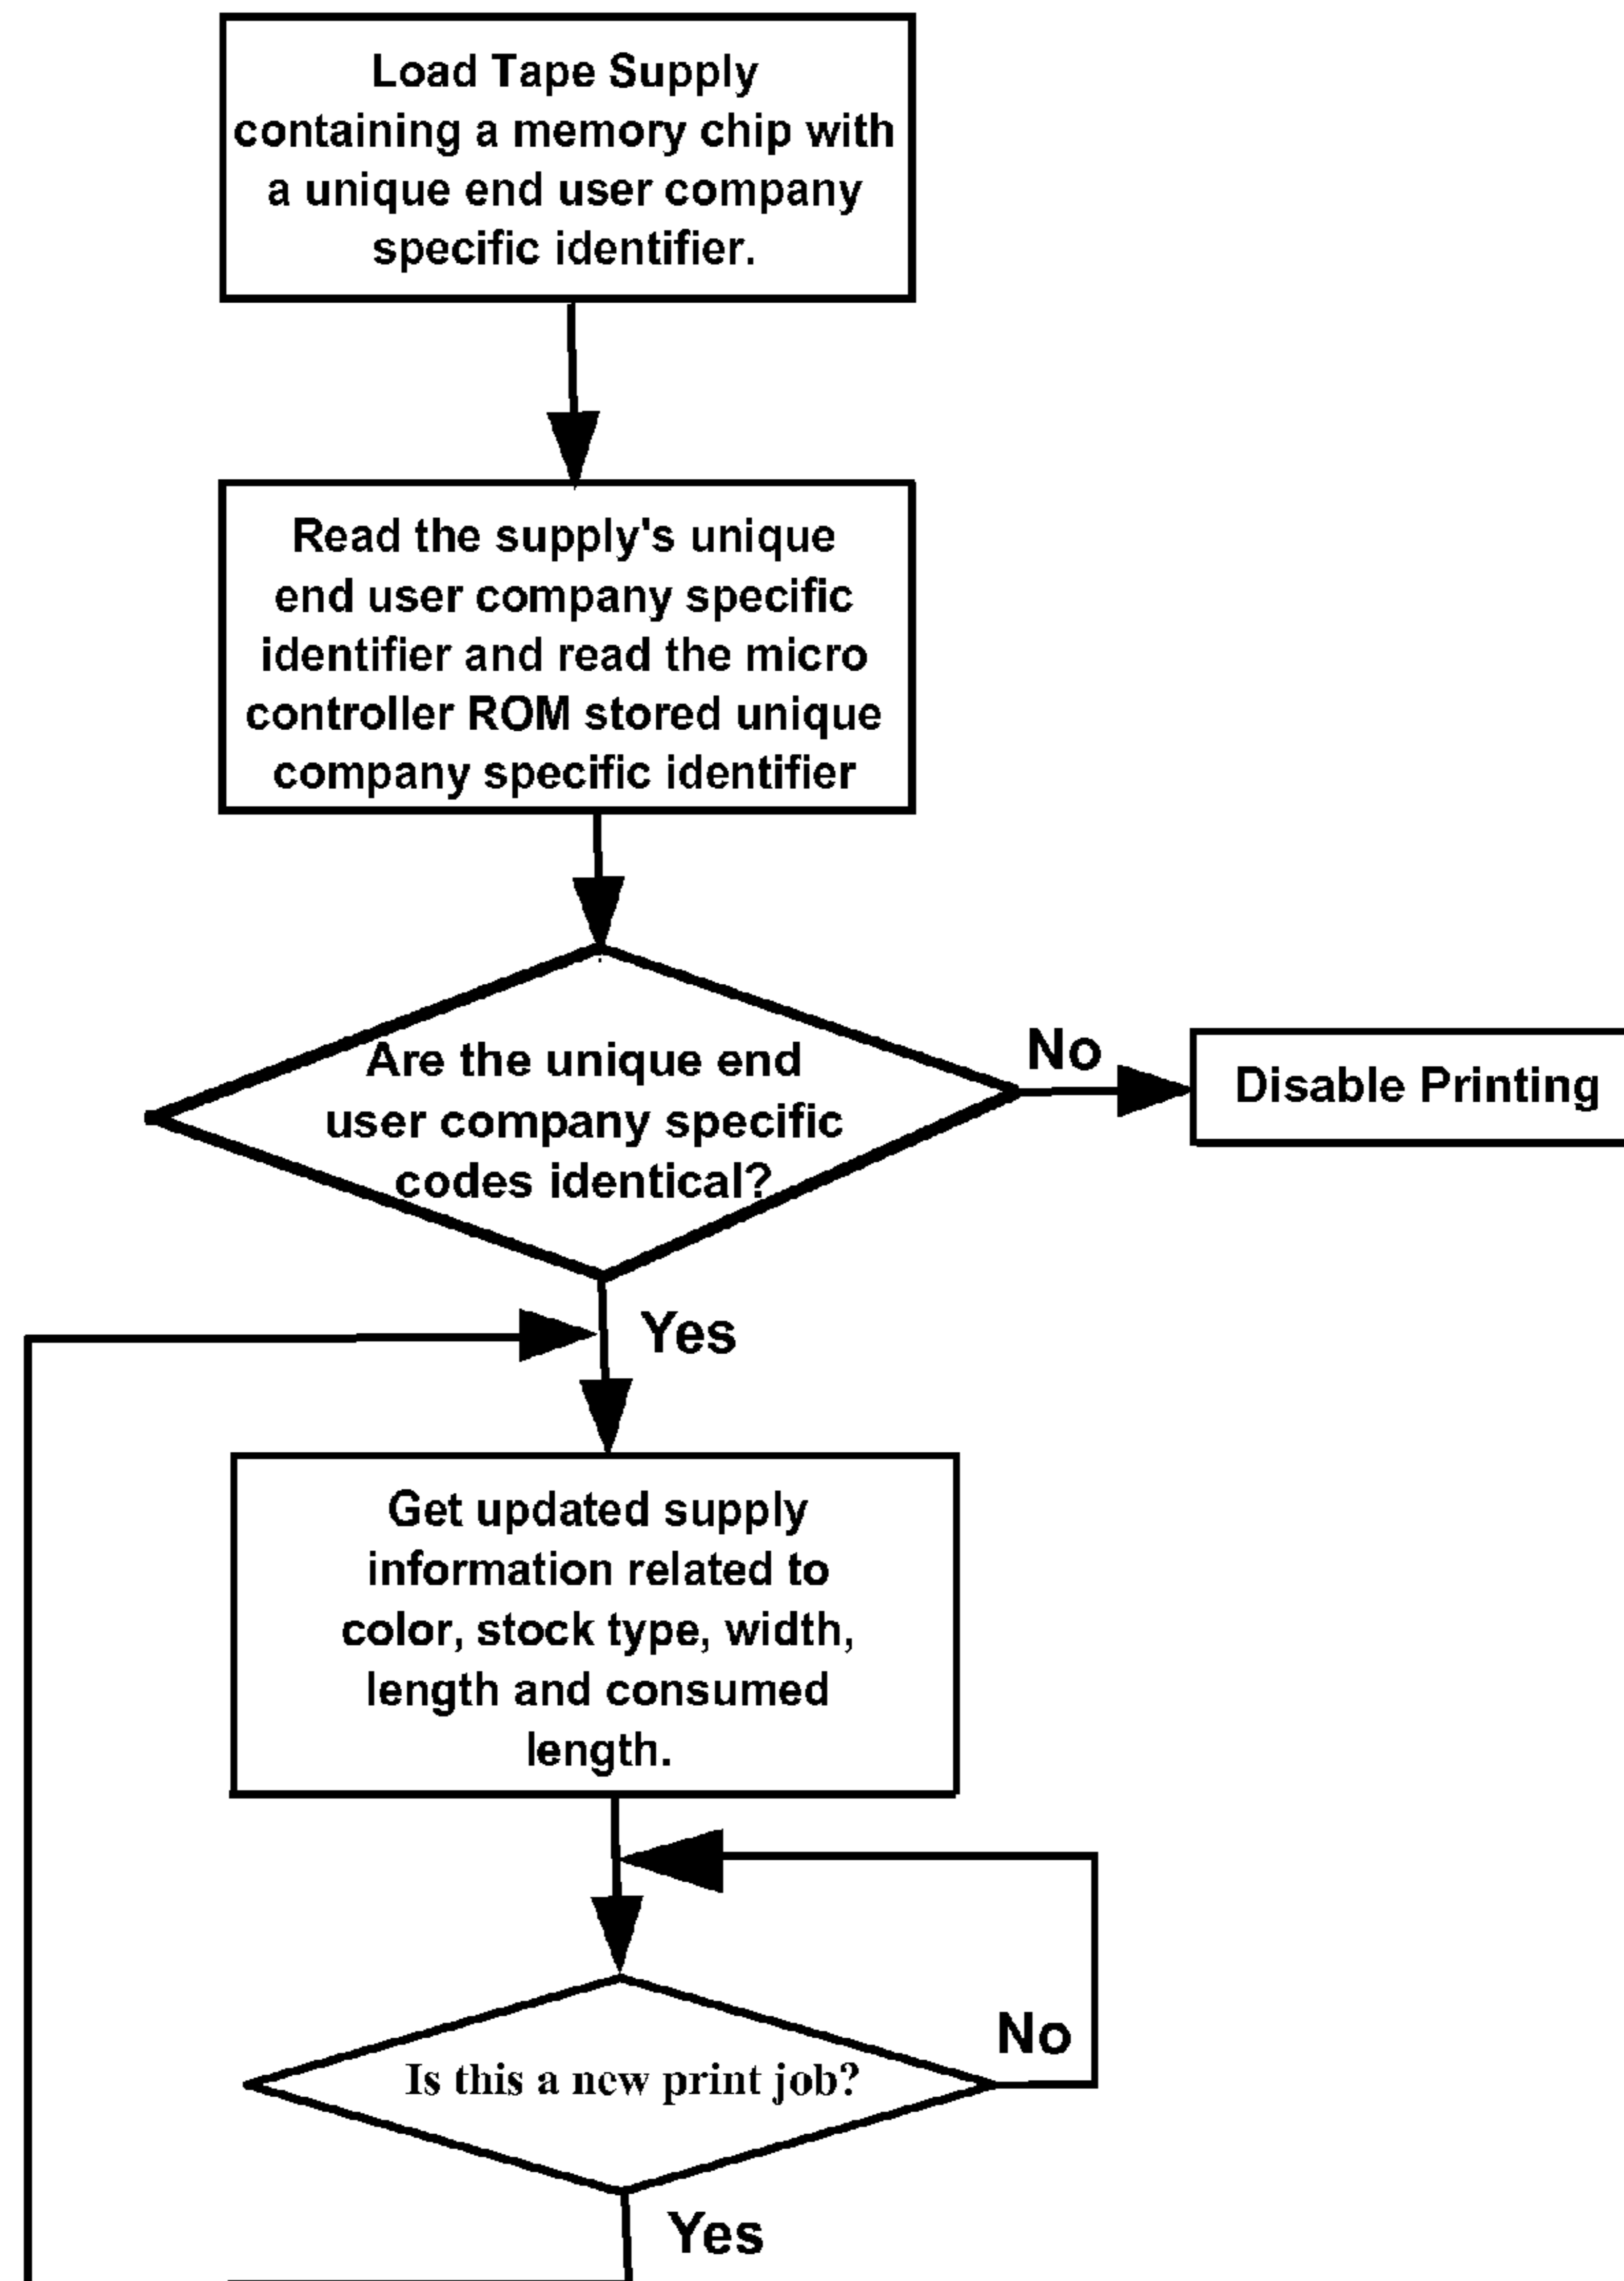 Load Tape Supply
containing a memory chip with
a unique end user company
specific identifier.
Read the supply's unique
end user company specific
identifier and read the micro
controller ROM stored unique
company specific identifier
Are the unique end
user company specific
codes identical?
No
Disable Printing
Yes
Get updated supply
information related to
color, stock type, width,
length and consumed
length.
No
Is this a new print job?
Yes